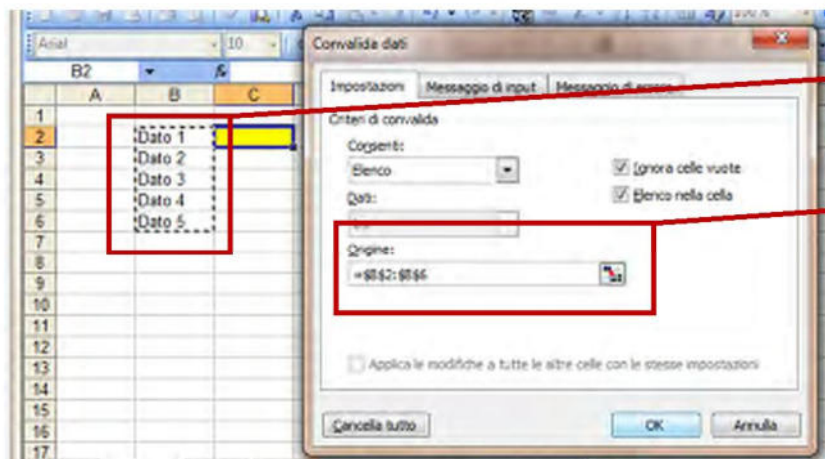 Arial
10
B2
Convalida dati
Impostazioni Messaggio di input Messaggio di errore
Criteri di convalida
Consenti:
Elenco
Ignora celle vuote
Elenco nella cella
Dati:
Origine:
=$B$2:$B$6
Applica le modifiche a tutte le altre celle con le stesse impostazioni
Cancella tutto
OK
Annulla
A B C
1
2 Dato 1
3 Dato 2
4 Dato 3
5 Dato 4
6 Dato 5
7
8
9
10
11
12
13
14
15
16
17